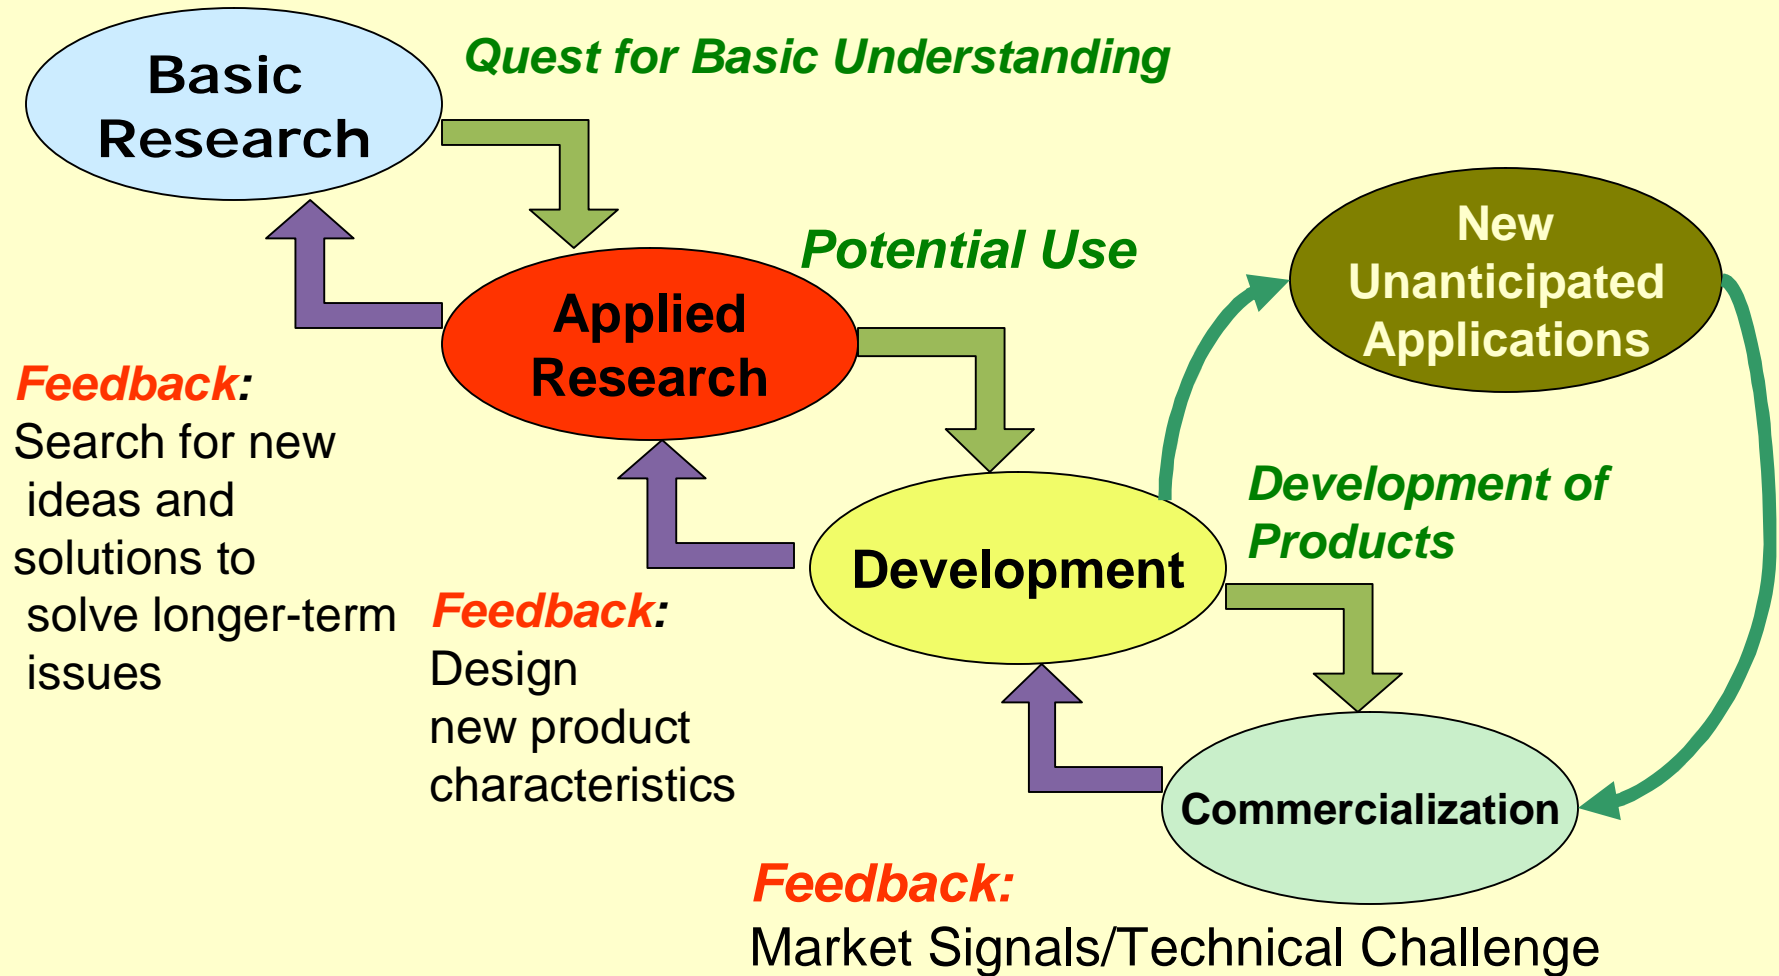 Basic
Research
Quest for Basic Understanding
New
Unanticipated
Applications
Potential Use
Applied
Research
Feedback:
Search for new
ideas and
solutions to
solve longer-term
issues
Development of
Products
Development
Feedback:
Design
new product
characteristics
Commercialization
Feedback:
Market Signals/Technical Challenge